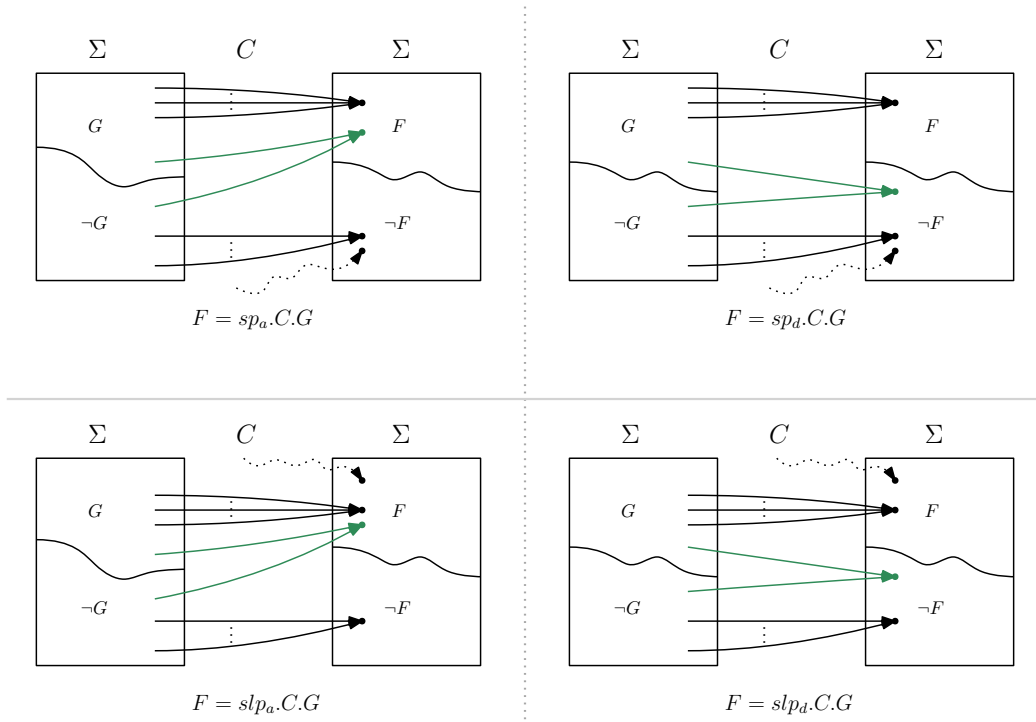 Σ C Σ
G F
¬G ¬F
F = sp_a.C.G
Σ C Σ
G F
¬G ¬F
F = sp_d.C.G
Σ C Σ
G F
¬G ¬F
F = slp_a.C.G
Σ C Σ
G F
¬G ¬F
F = slp_d.C.G